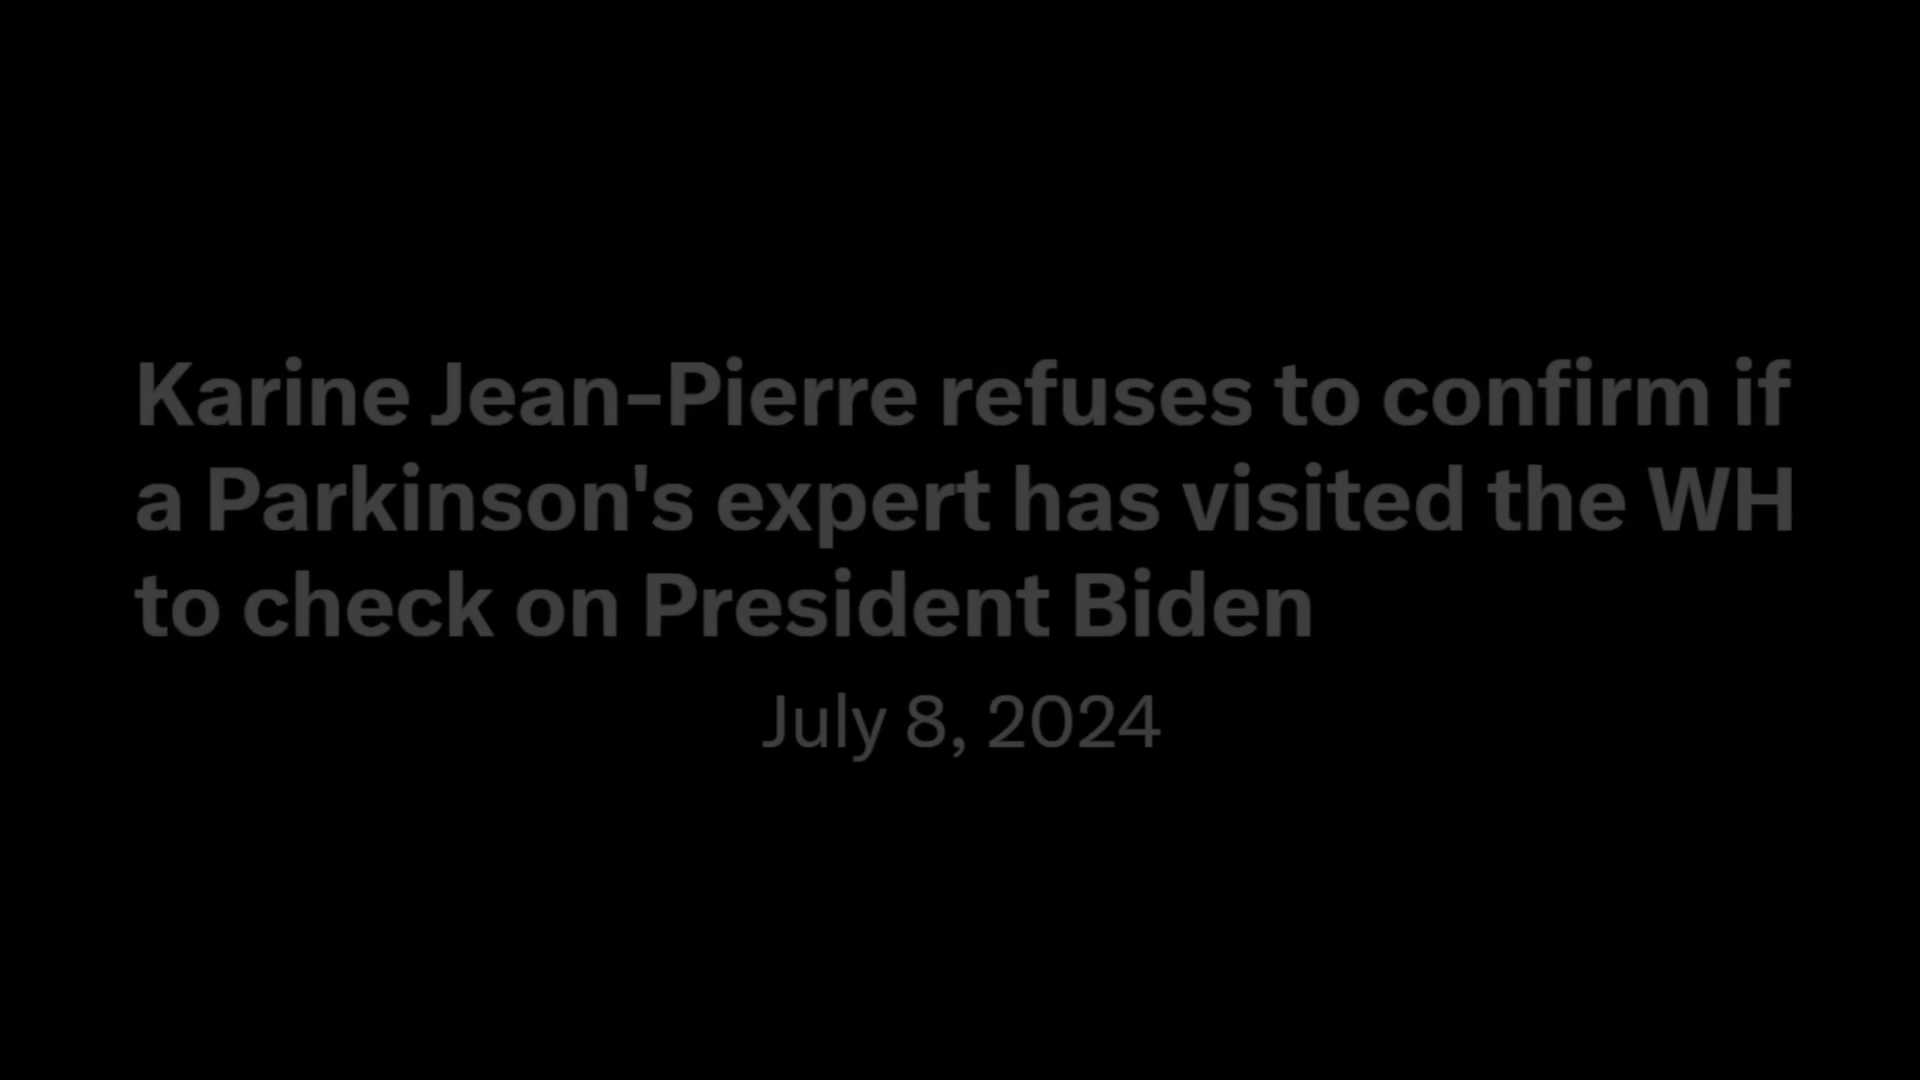 Karine Jean-Pierre refuses to confirm if
a Parkinson's expert has visited the WH
to check on President Biden
July 8, 2024